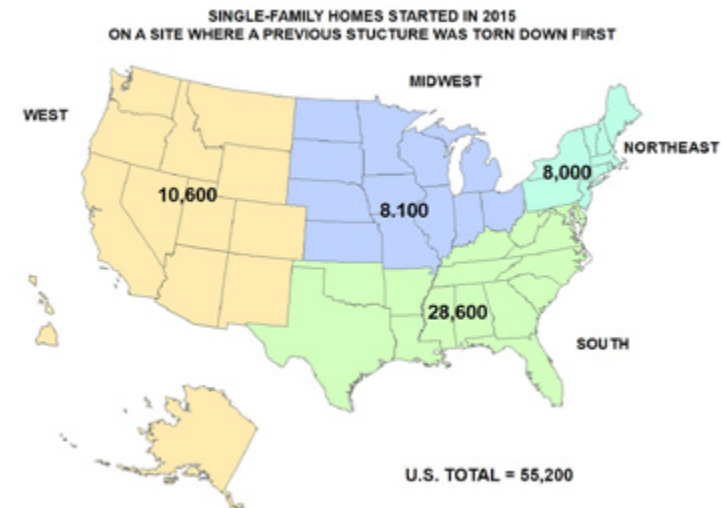 SINGLE-FAMILY HOMES STARTED IN 2015
ON A SITE WHERE A PREVIOUS STUCTURE WAS TORN DOWN FIRST
MIDWEST
WEST
NORTHEAST
8,000
10,600
8.100
28,600
SOUTH
U.S. TOTAL = 55,200